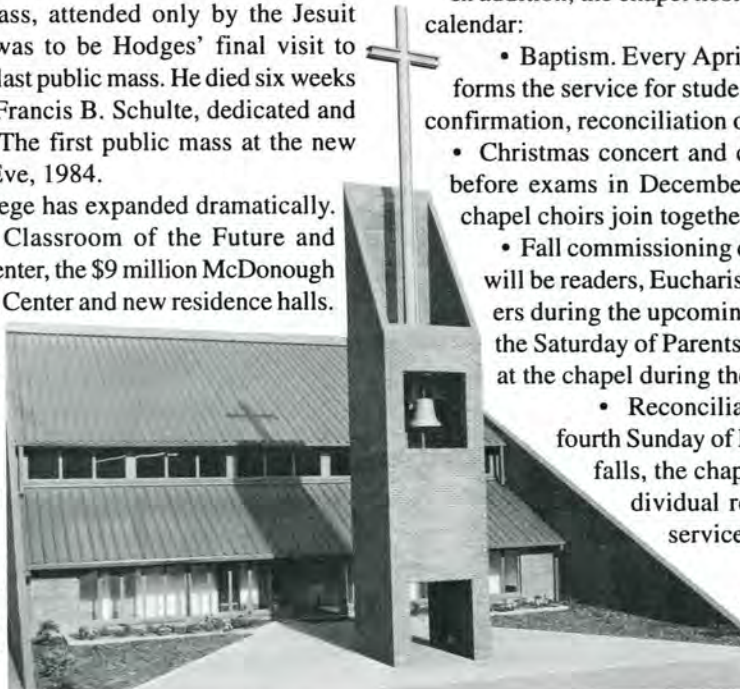 ass, attended only by the Jesuit
was to be Hodges' final visit to
last public mass. He died six weeks
Francis B. Schulte, dedicated and
The first public mass at the new
ve, 1984.
ege has expanded dramatically.
Classroom of the Future and
enter, the $9 million McDonough
Center and new residence halls.
calendar:
• Baptism. Every Apri
forms the service for stude
confirmation, reconciliation o
• Christmas concert and
before exams in Decembe
chapel choirs join togethe
• Fall commissioning
will be readers, Eucharis
ers during the upcomin
the Saturday of Parents
at the chapel during the
• Reconcilia
fourth Sunday of
falls, the chap
dividual re
service